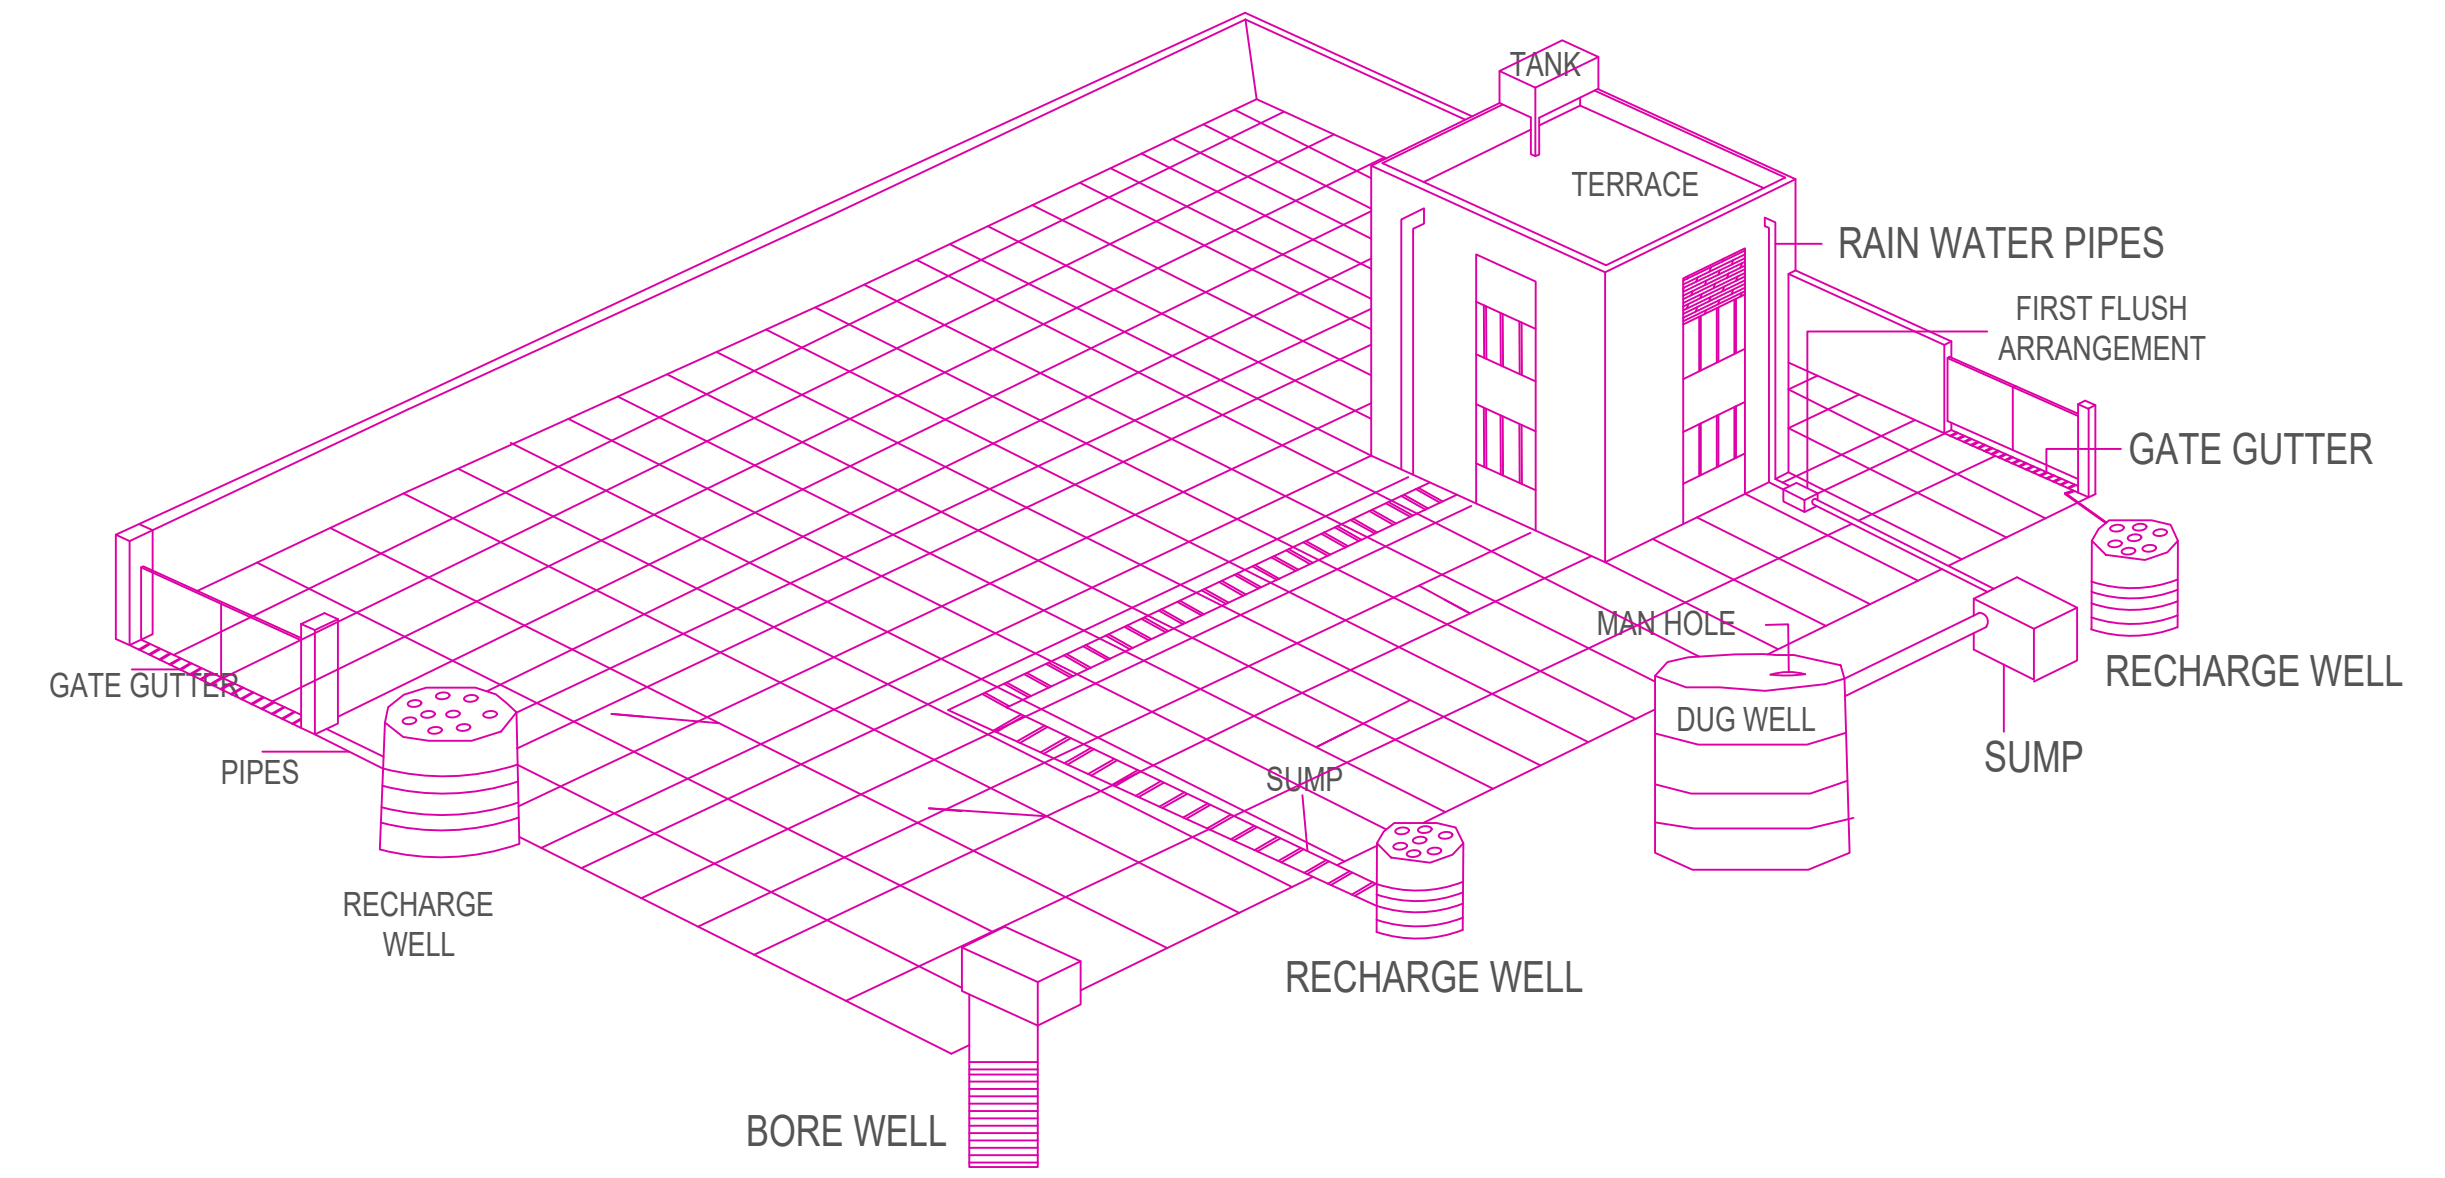 TANK
TERRACE
RAIN WATER PIPES
FIRST FLUSH
ARRANGEMENT
GATE GUTTER
MAN HOLE
RECHARGE WELL
GATE GUTTER
DUG WELL
SUMP
PIPES
SUMP
RECHARGE
WELL
RECHARGE WELL
BORE WELL